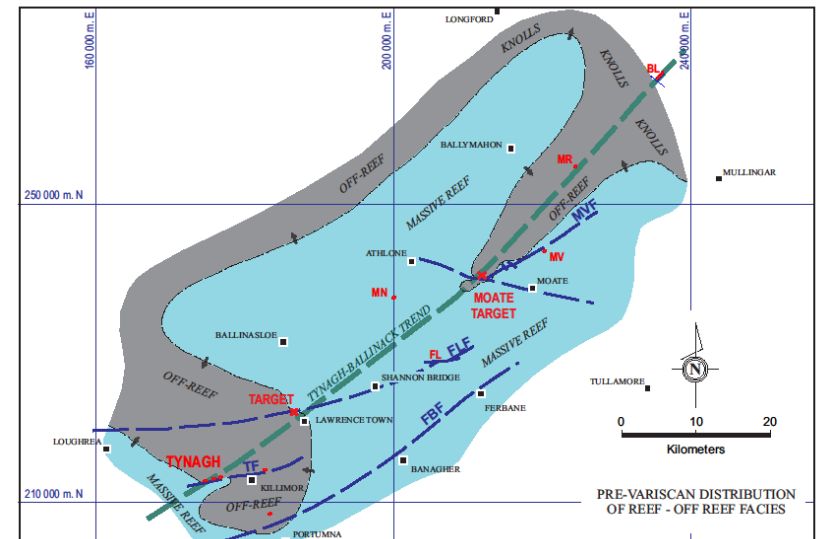 160 000 m. E
200 000 m. E
240 000 m. E
LONGFORD
KNOLLS
KNOLLS
BL
KNOLLS
BALLYMAHON
MR
MULLINGAR
OFF-REEF
MASSIVE REEF
OFF-REEF
250 000 m. N
MVF
ATHLONE
MV
MOATE
MN
MOATE
TARGET
TYNAGH-BALLINACK TREND
BALLINASLOE
FL
FLF
MASSIVE REEF
N
OFF-REEF
SHANNON BRIDGE
TULLAMORE
TARGET
FERBANE
LAWRENCE TOWN
FBF
0
10
20
Kilometers
LOUGHREA
TYNAGH
TF
BANAGHER
KILLIMOR
MASSIVE REEF
OFF-REEF
210 000 m. N
PORTUMNA
PRE-VARISCAN DISTRIBUTION
OF REEF - OFF REEF FACIES